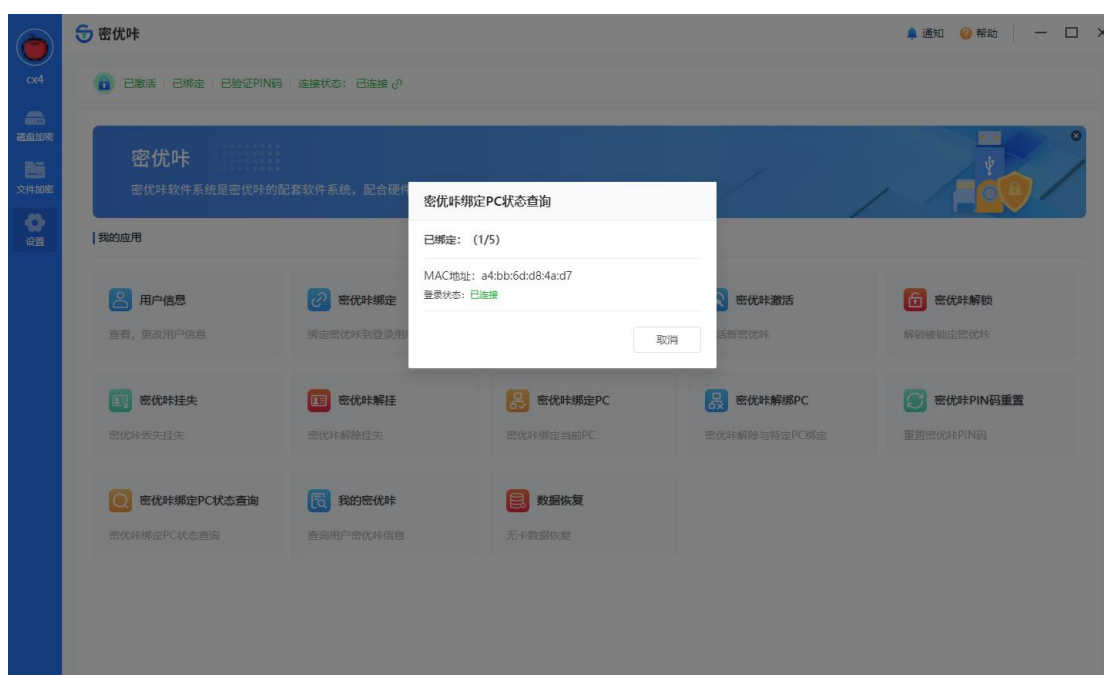 密优咔
通知
帮助
cx4
已激活
已绑定
已验证PIN码
连接状态: 已连接
磁盘加密
文件加密
设置
密优咔
密优咔软件系统是密优咔的配套软件系统, 配合硬件
密优咔绑定PC状态查询
已绑定: (1/5)
MAC地址: a4:bb:6d:d8:4a:d7
登录状态: 已连接
取消
我的应用
用户信息
查看, 更改用户信息
密优咔绑定
绑定密优咔到登录用
密优咔激活
活新密优咔
密优咔解锁
解锁被锁定密优咔
密优咔挂失
密优咔丢失挂失
密优咔解挂
密优咔解除挂失
密优咔绑定PC
密优咔绑定当前PC
密优咔解绑PC
密优咔解除与特定PC绑定
密优咔PIN码重置
重置密优咔PIN码
密优咔绑定PC状态查询
密优咔绑定PC状态查询
我的密优咔
查询用户密优咔信息
数据恢复
无卡数据恢复